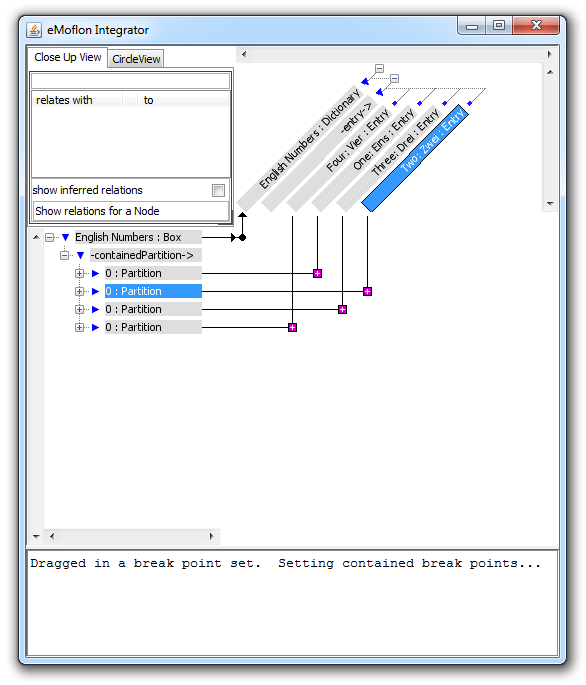 eMoflon Integrator
Close Up View
CircleView
relates with
to
show inferred relations
Show relations for a Node
English Numbers : Dictionary
-entry->
Four: Vier : Entry
One: Eins : Entry
Three: Drei : Entry
Two: Zwei : Entry
English Numbers : Box
-containedPartition->
0 : Partition
0 : Partition
0 : Partition
0 : Partition
Dragged in a break point set.  Setting contained break points...